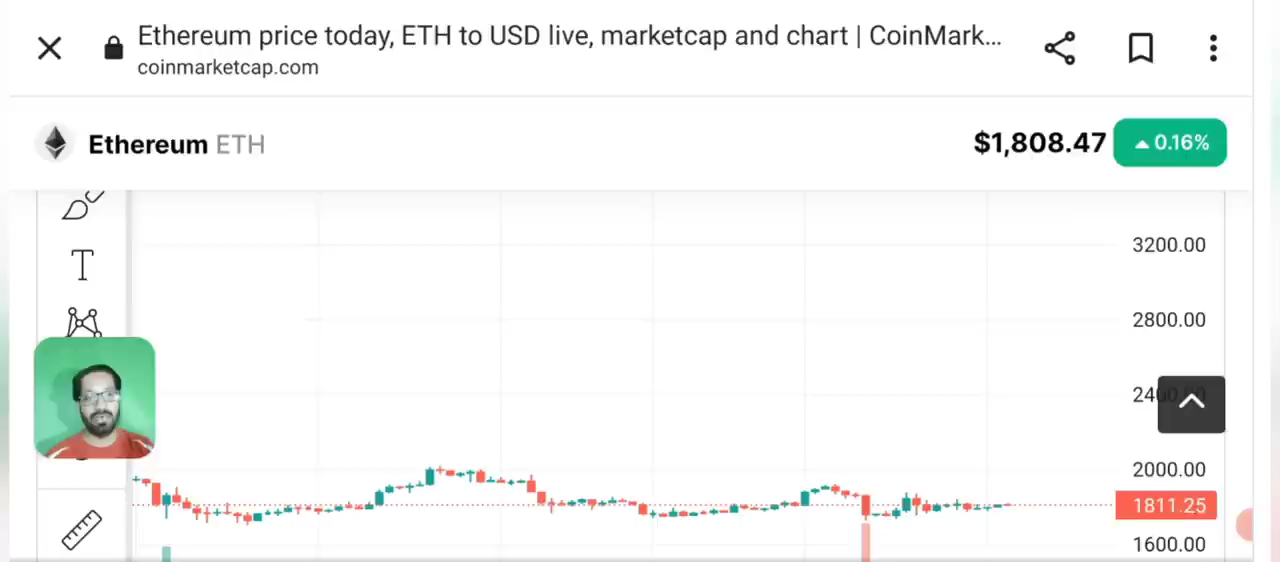 Ethereum price today, ETH to USD live, marketcap and chart | CoinMark...
coinmarketcap.com
Ethereum ETH
$1,808.47
0.16%
T
3200.00
2800.00
2000.00
1811.25
1600.00